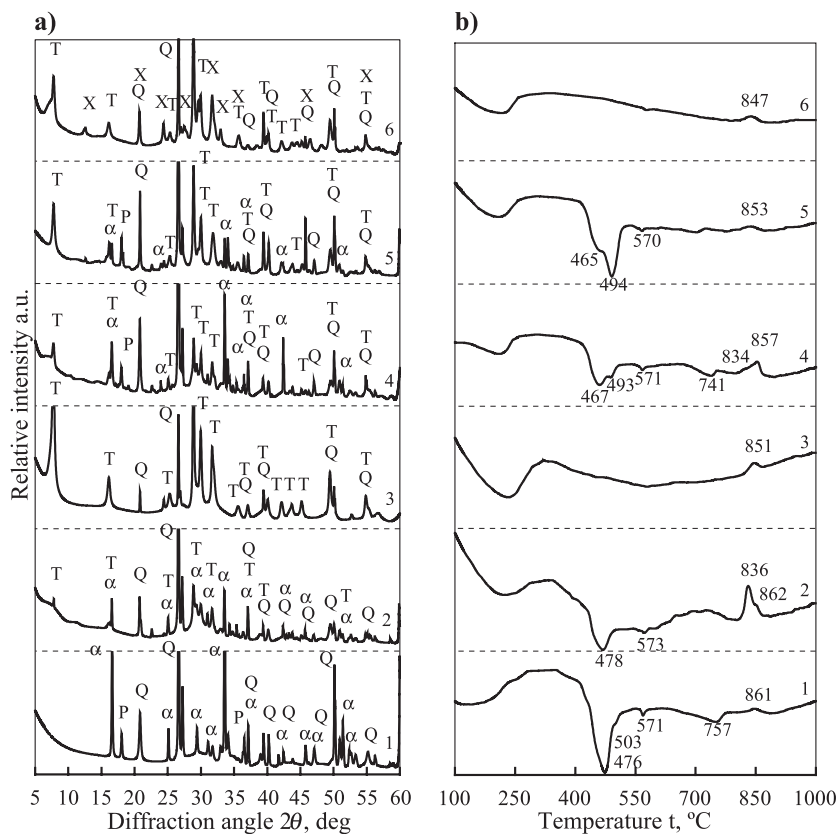 a)
b)
Relative intensity a.u.
T X T X Q X T Q T X X X T Q T Q T T T X Q T Q X T Q
6
T T α P Q α T T T α α T Q T Q α T Q T Q α T Q
5
T T α P Q α T T T T α α α T Q T Q α T Q T Q α T Q
4
T T Q T Q T T T T Q T Q T T T T Q T Q
3
T T α Q T α Q T α T α α Q T α T Q Q α α Q Q T α Q
2
α P Q α Q α α α P Q α Q Q α α Q Q α α Q
1
5 10 15 20 25 30 35 40 45 50 55 60
Diffraction angle 2θ, deg
847
6
853
5
465
570
494
857
834
4
467
493
571
741
851
3
836
862
2
478
573
861
1
503
571
757
476
100 250 400 550 700 850 1000
Temperature t, ºC